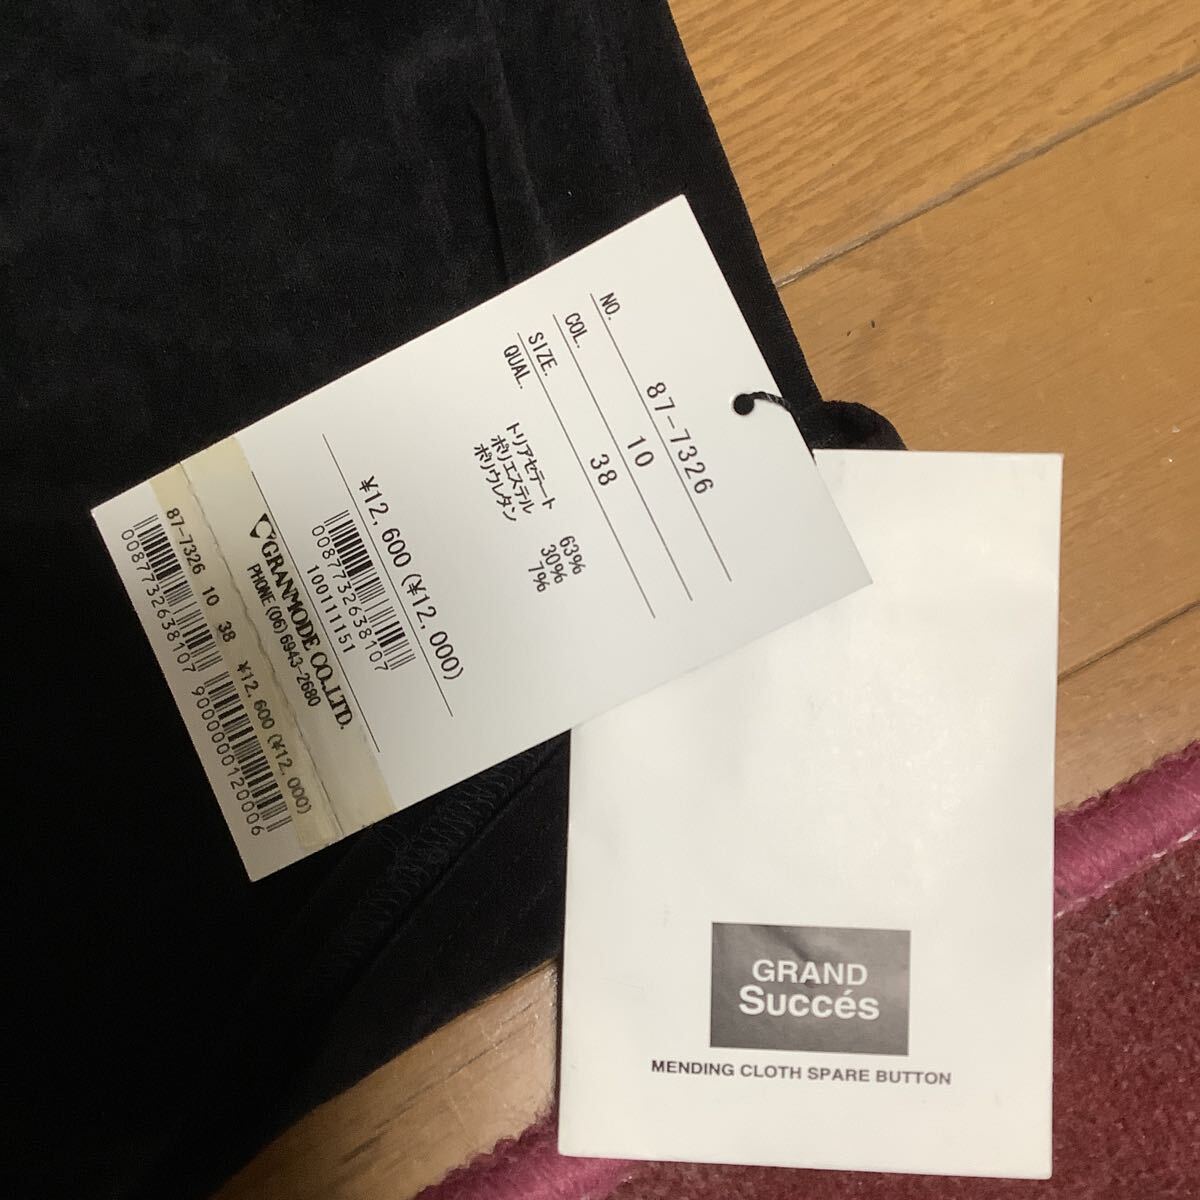 NO. 87-7326
COL. 10
SIZE. 38
QUAL.
トリアセテート 63%
ポリエステル 30%
ポリウレタン 7%
¥12,600(¥12,000)
0087732638107
100111151
GRANMODE CO.,LTD.
PHONE (06)6943-2680
87-7326 10 38 ¥12,600(¥12,000)
0087732638107 9000000120006
GRAND
Succés
MENDING CLOTH SPARE BUTTON